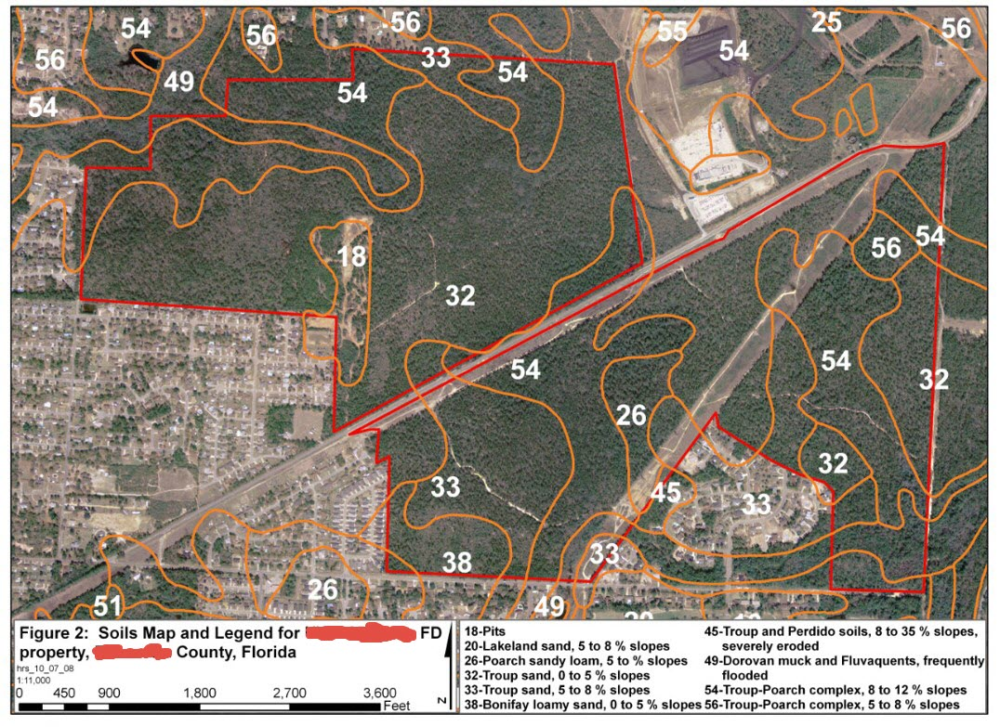 54
56
56
25
56
55
54
56
33
54
49
54
54
18
56
54
32
54
54
32
26
32
33
45
33
33
38
26
49
51
Figure 2: Soils Map and Legend for FD
property, County, Florida
hrs_10_07_08
1:11,000
0 450 900 1,800 2,700 3,600
Feet
N
18-Pits
20-Lakeland sand, 5 to 8 % slopes
26-Poarch sandy loam, 5 to % slopes
32-Troup sand, 0 to 5 % slopes
33-Troup sand, 5 to 8 % slopes
38-Bonifay loamy sand, 0 to 5 % slopes
45-Troup and Perdido soils, 8 to 35 % slopes,
severely eroded
49-Dorovan muck and Fluvaquents, frequently
flooded
54-Troup-Poarch complex, 8 to 12 % slopes
56-Troup-Poarch complex, 5 to 8 % slopes